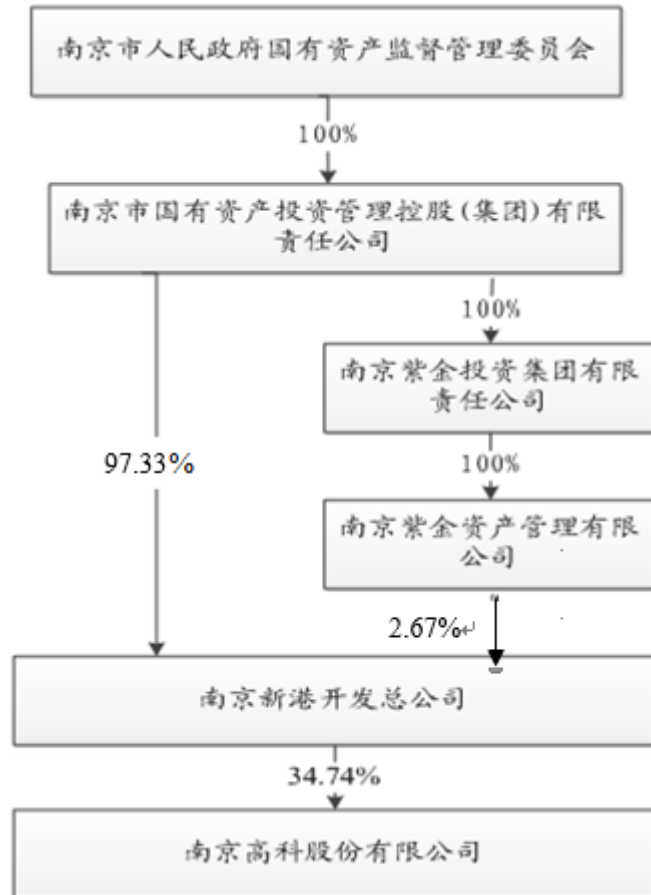 南京市人民政府国有资产监督管理委员会
100%
南京市国有资产投资管理控股(集团)有限
责任公司
100%
南京紫金投资集团有限
责任公司
97.33%
100%
南京紫金资产管理有限
公司
2.67%↵
南京新港开发总公司
34.74%
南京高科股份有限公司